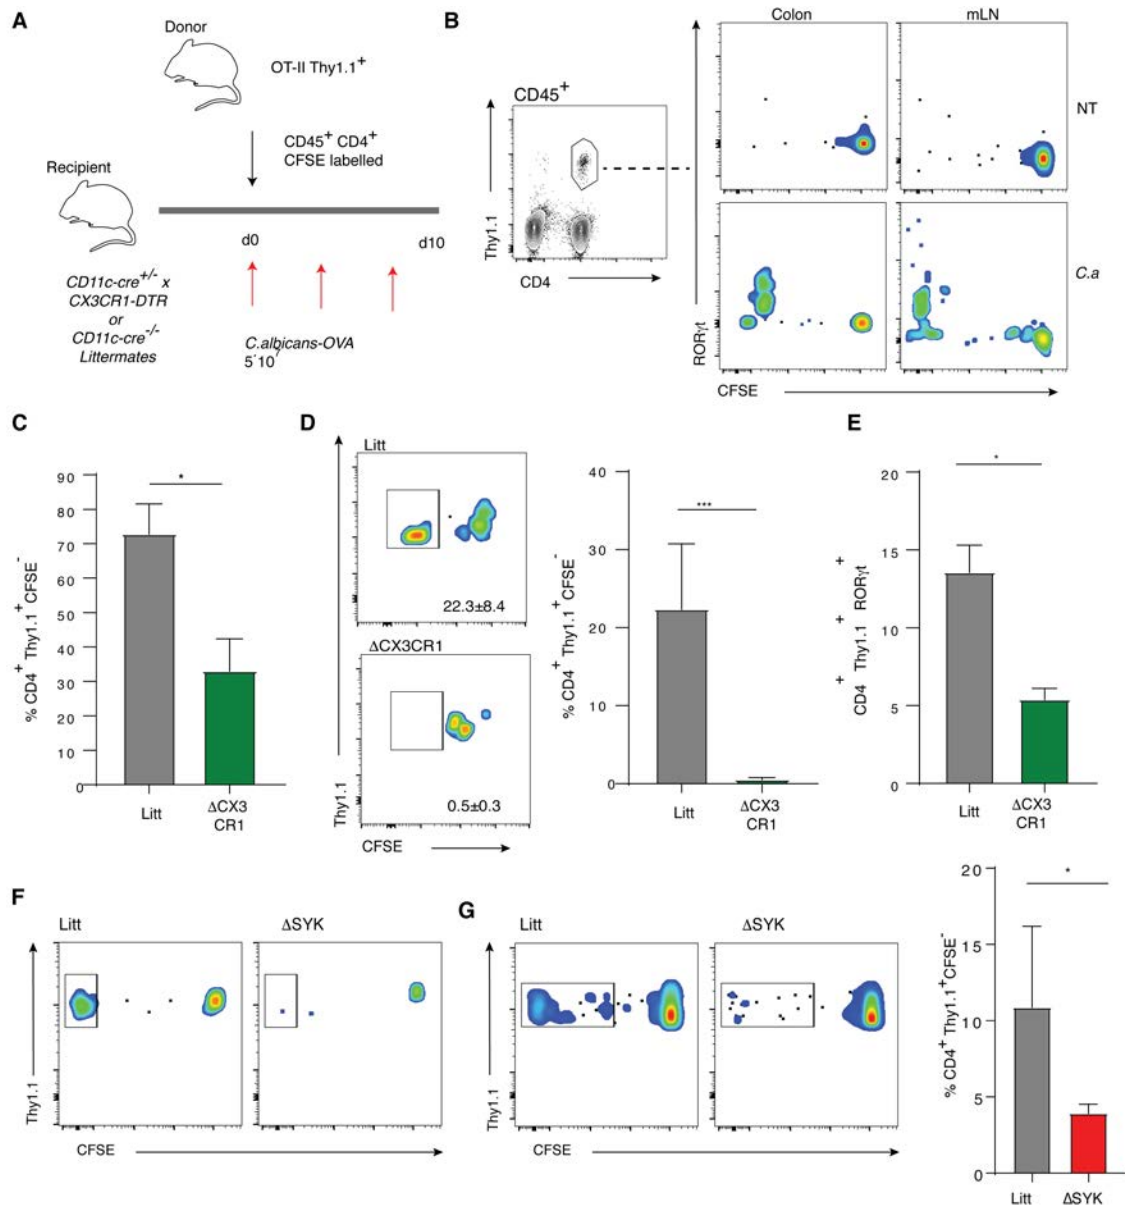 A
Donor
OT-II Thy1.1+
CD45+ CD4+
CFSE labelled
Recipient
d0
d10
CD11c-cre+/- x
CX3CR1-DTR
or
CD11c-cre-/-
Littermates
C.albicans-OVA
5·107
B
CD45+
Thy1.1
CD4
Colon
mLN
NT
C.a
RORγt
CFSE
C
% CD4+ Thy1.1+CFSE-
90
80
70
60
50
40
30
20
10
0
*
Litt
ΔCX3
CR1
D
Litt
22.3±8.4
ΔCX3CR1
0.5±0.3
Thy1.1
CFSE
% CD4+ Thy1.1+CFSE-
40
30
20
10
0
***
Litt
ΔCX3
CR1
E
CD4+ Thy1.1+ RORγt+
20
15
10
5
0
*
Litt
ΔCX3
CR1
F
Litt
ΔSYK
Thy1.1
CFSE
G
Litt
ΔSYK
Thy1.1
CFSE
% CD4+ Thy1.1+CFSE-
20
15
10
5
0
*
Litt
ΔSYK